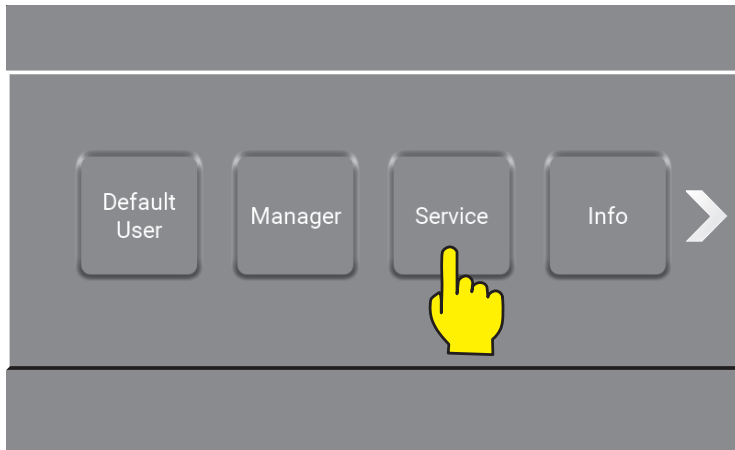 Default
User
Manager
Service
Info